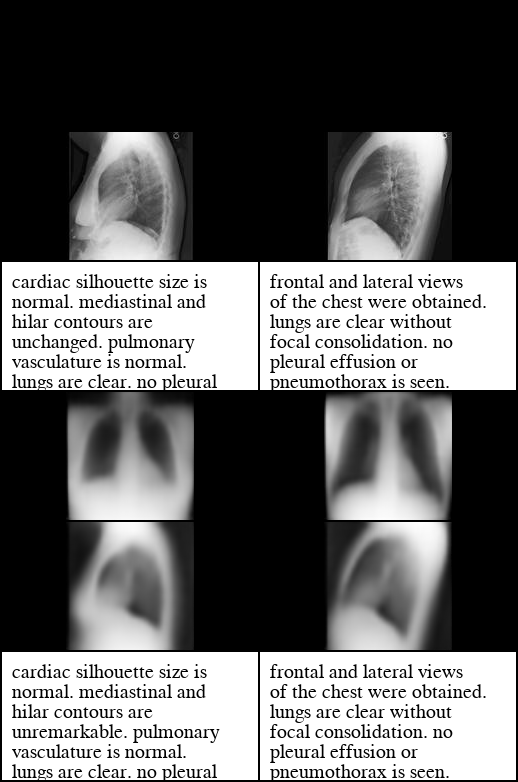 cardiac silhouette size is
normal. mediastinal and
hilar contours are
unchanged. pulmonary
vasculature is normal.
lungs are clear. no pleural
frontal and lateral views
of the chest were obtained.
lungs are clear without
focal consolidation. no
pleural effusion or
pneumothorax is seen.
cardiac silhouette size is
normal. mediastinal and
hilar contours are
unremarkable. pulmonary
vasculature is normal.
lungs are clear. no pleural
frontal and lateral views
of the chest were obtained.
lungs are clear without
focal consolidation. no
pleural effusion or
pneumothorax is seen.